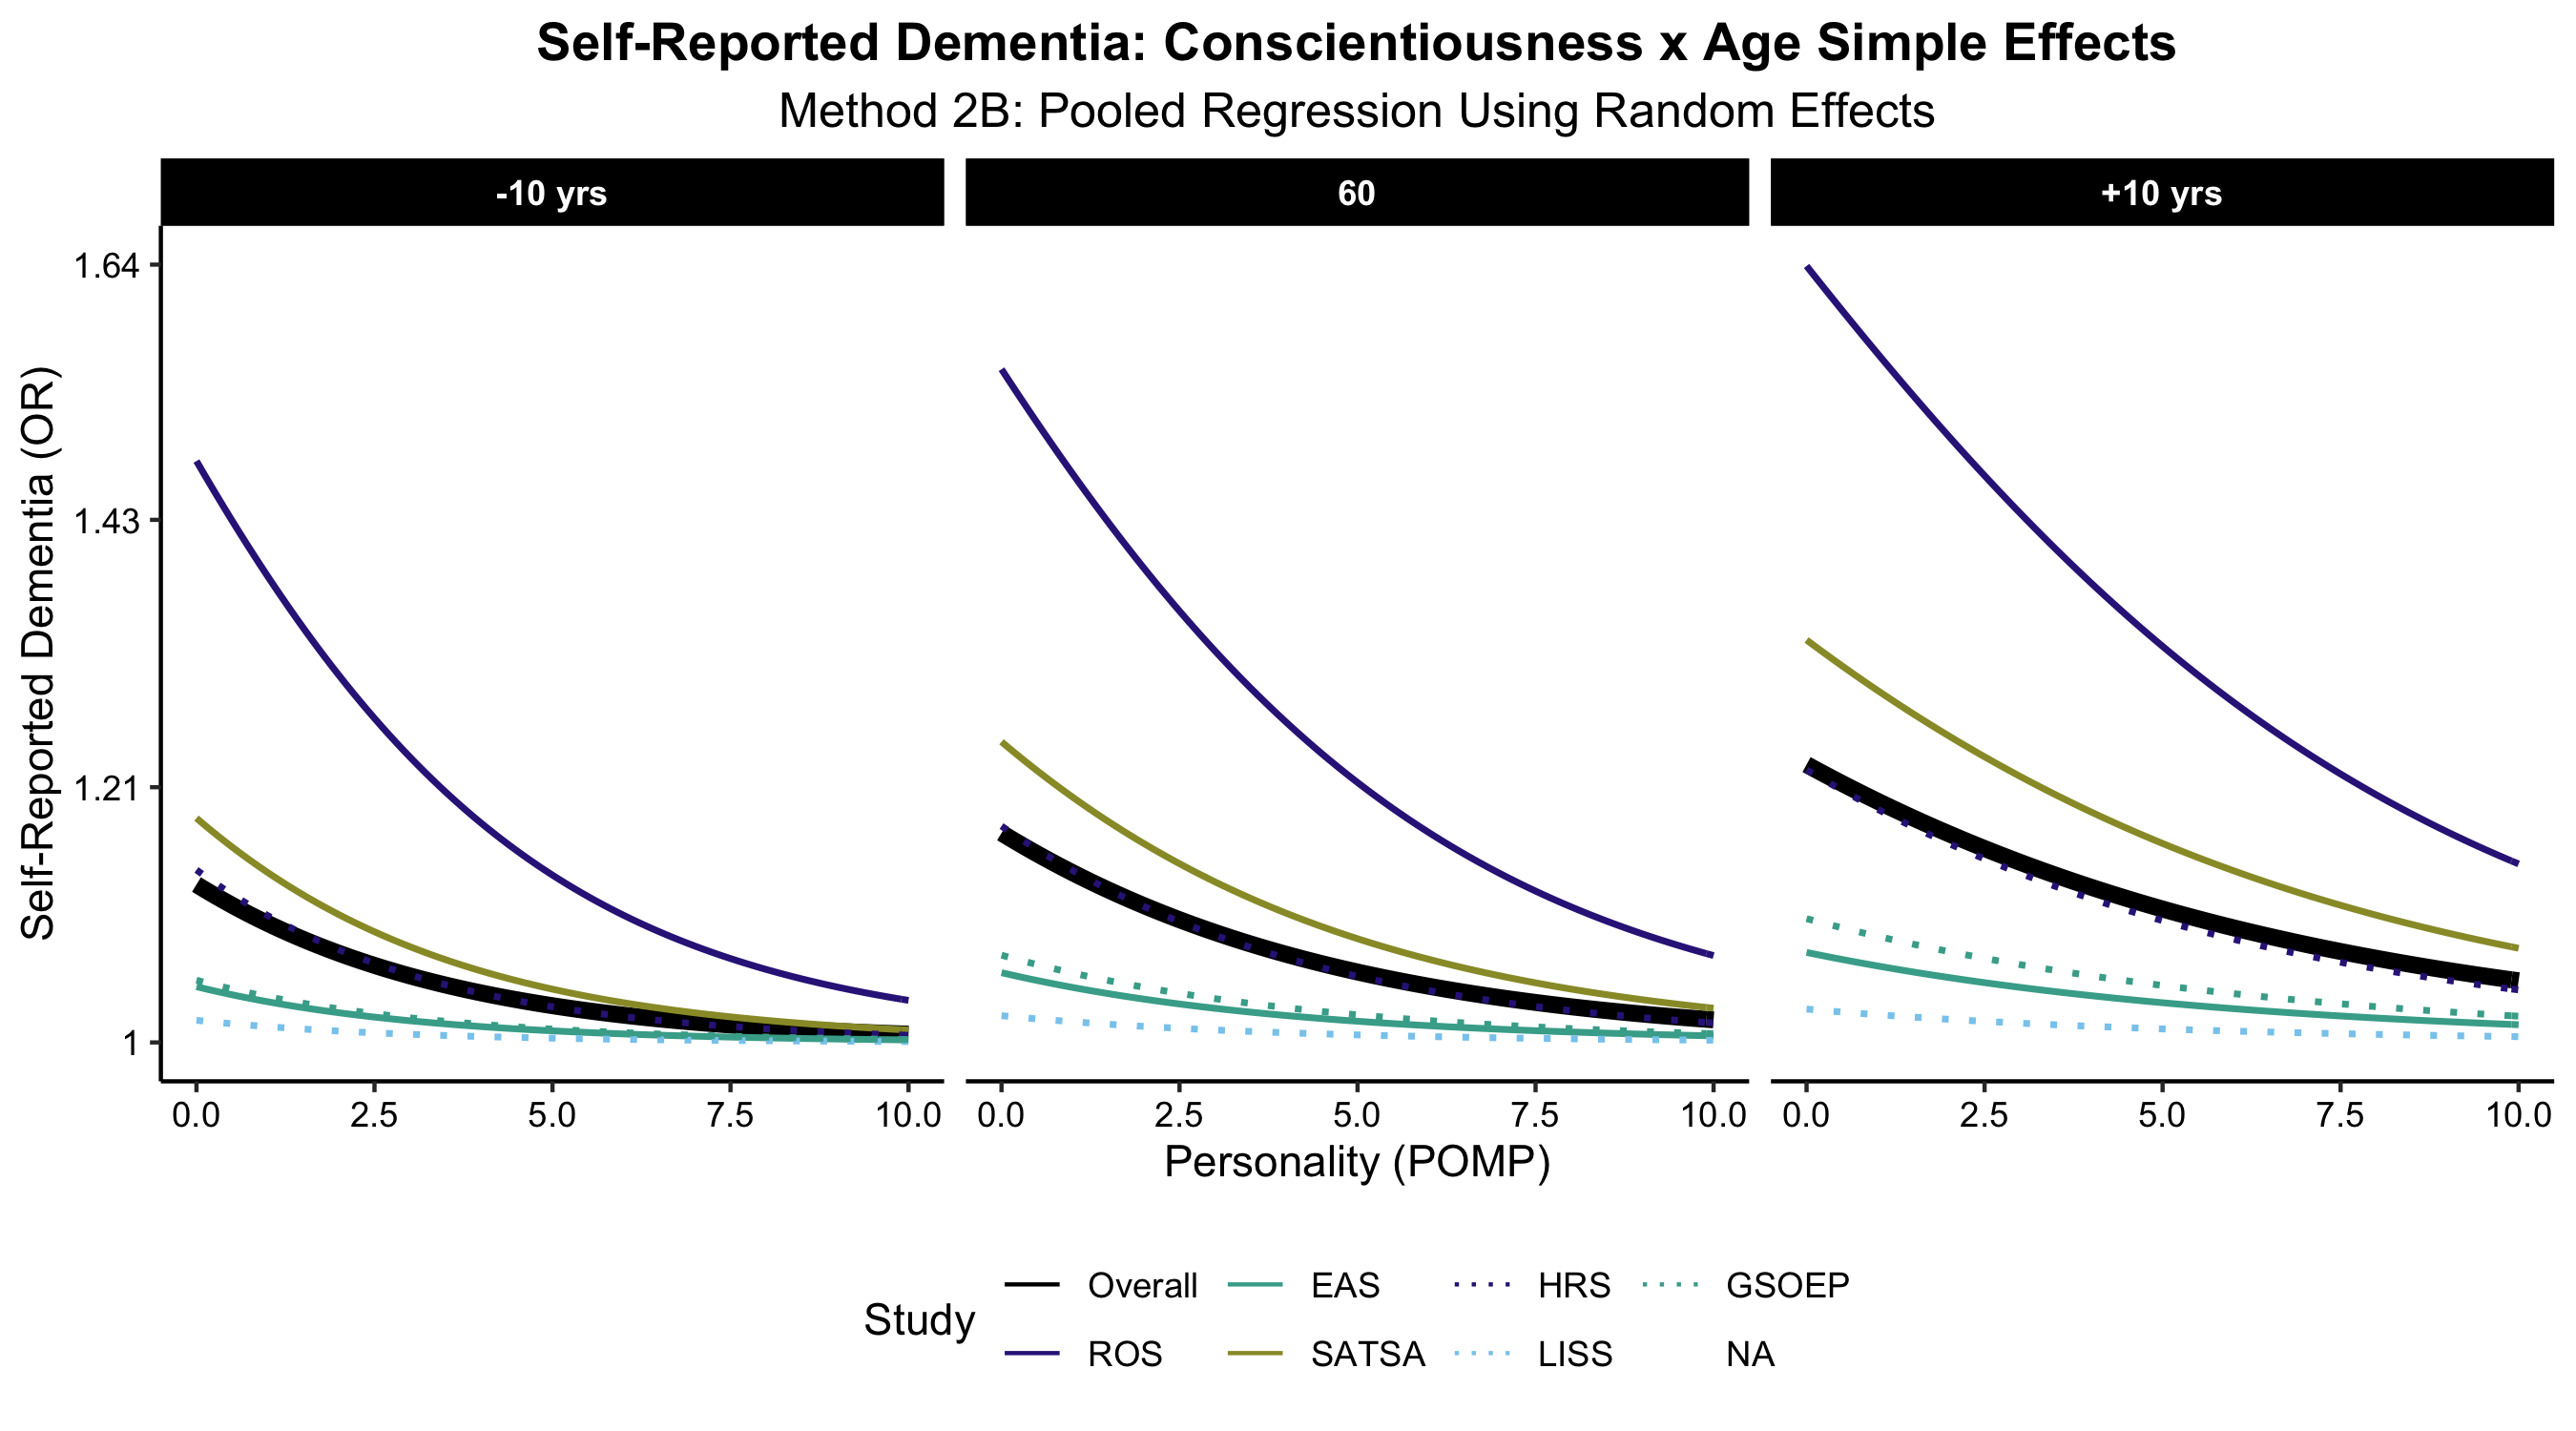 Self-Reported Dementia: Conscientiousness x Age Simple Effects
Method 2B: Pooled Regression Using Random Effects
-10 yrs 60 +10 yrs
Self-Reported Dementia (OR)
1.64
1.43
1.21
1
0.0 2.5 5.0 7.5 10.0 0.0 2.5 5.0 7.5 10.0 0.0 2.5 5.0 7.5 10.0
Personality (POMP)
Study
Overall EAS HRS GSOEP
ROS SATSA LISS NA